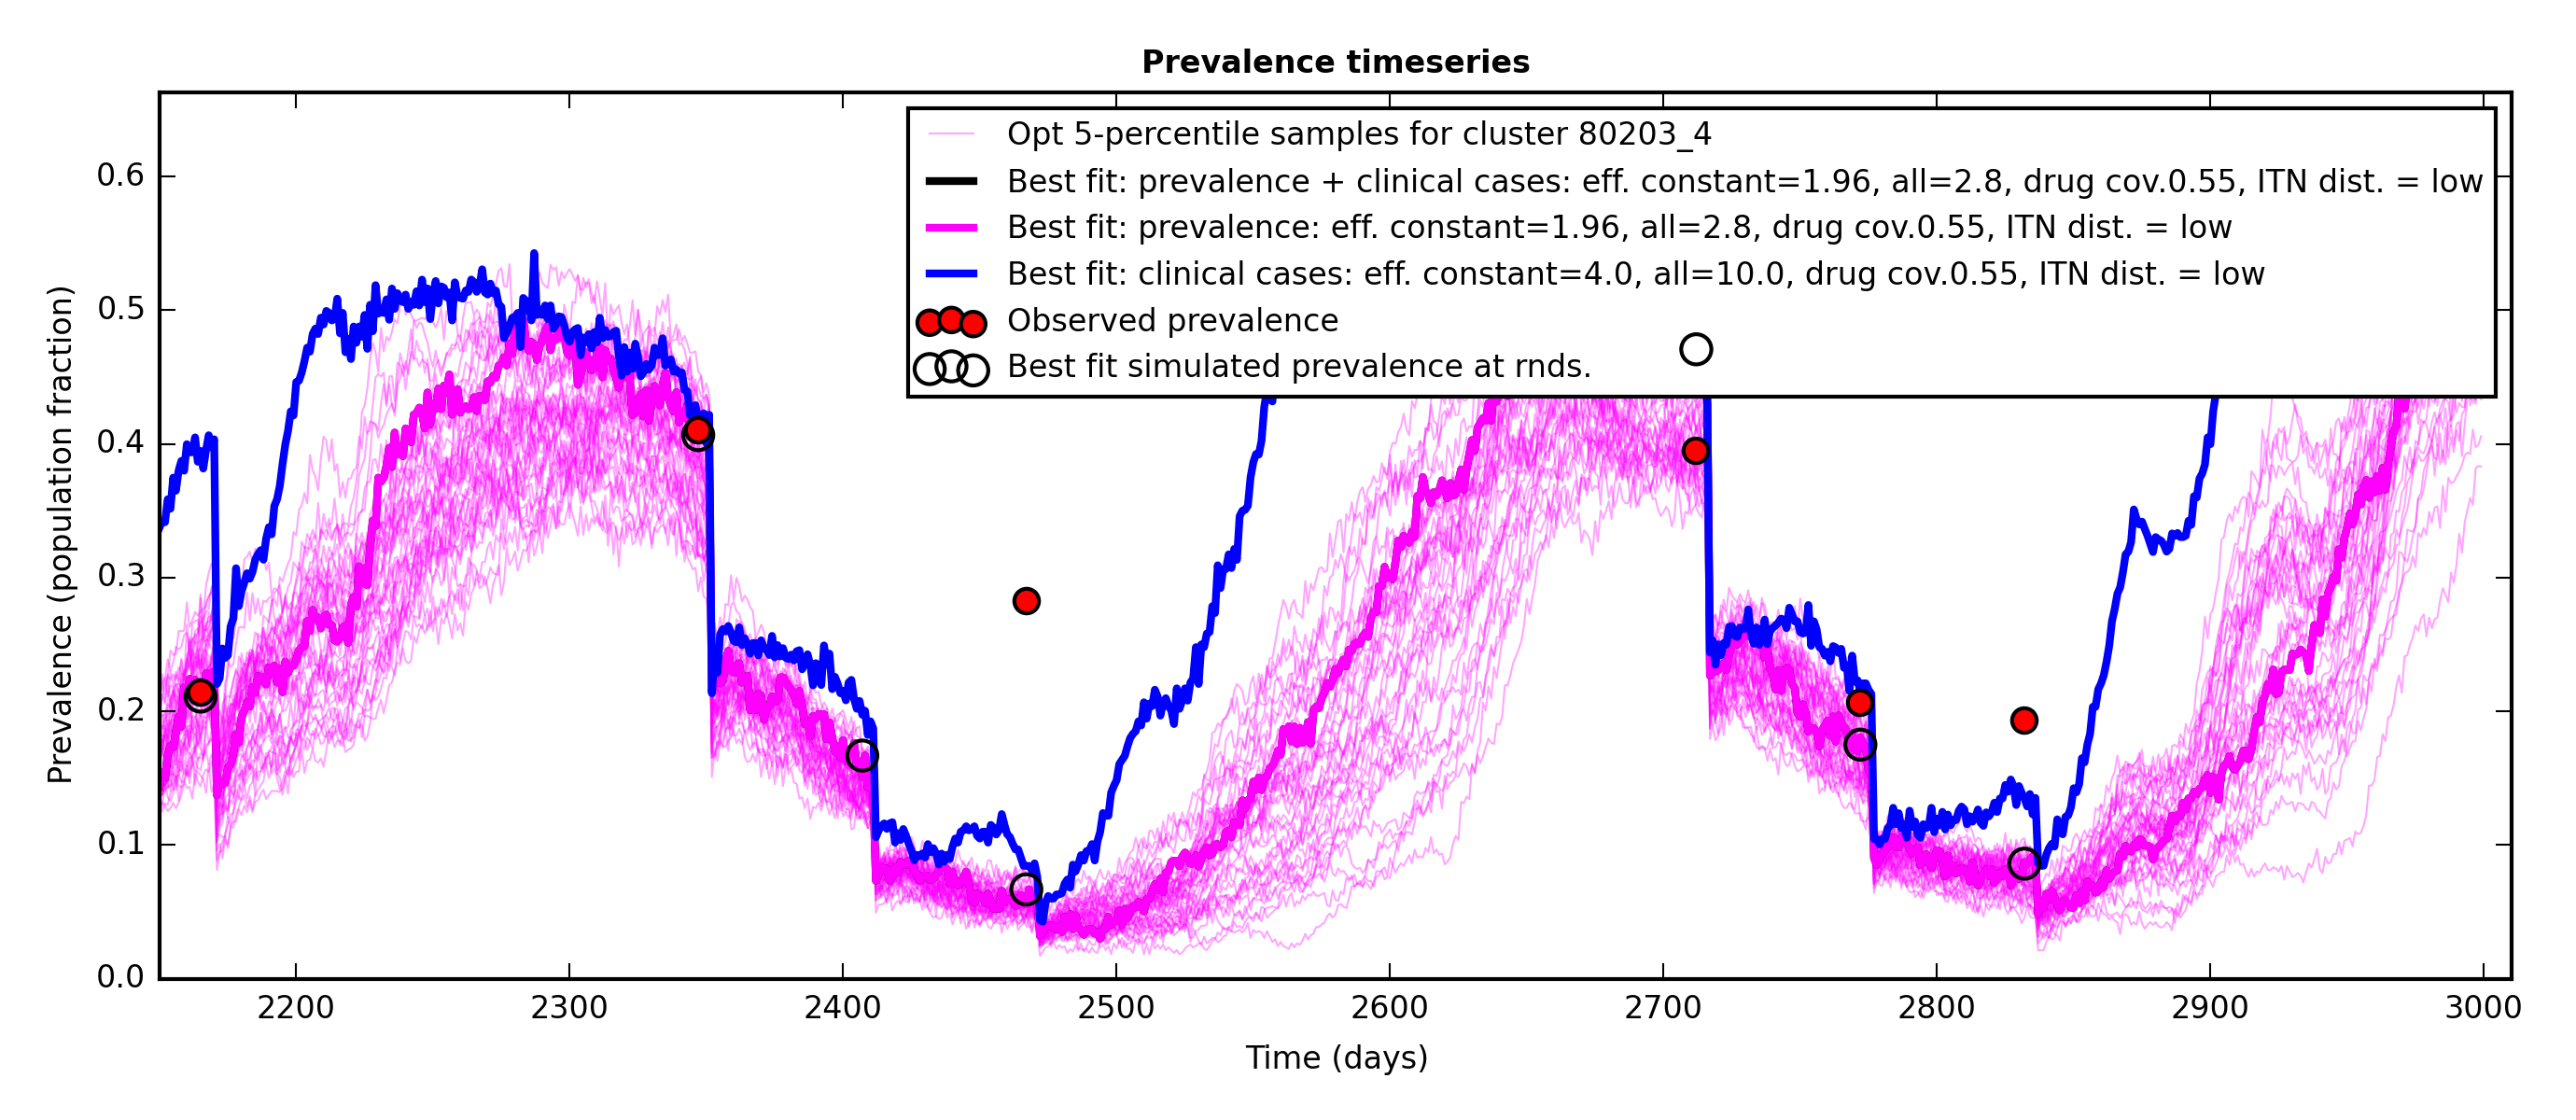 Prevalence timeseries
Opt 5-percentile samples for cluster 80203_4
Best fit: prevalence + clinical cases: eff. constant=1.96, all=2.8, drug cov.0.55, ITN dist. = low
Best fit: prevalence: eff. constant=1.96, all=2.8, drug cov.0.55, ITN dist. = low
Best fit: clinical cases: eff. constant=4.0, all=10.0, drug cov.0.55, ITN dist. = low
Observed prevalence
Best fit simulated prevalence at rnds.
Prevalence (population fraction)
0.6
0.5
0.4
0.3
0.2
0.1
0.0
2200 2300 2400 2500 2600 2700 2800 2900 3000
Time (days)